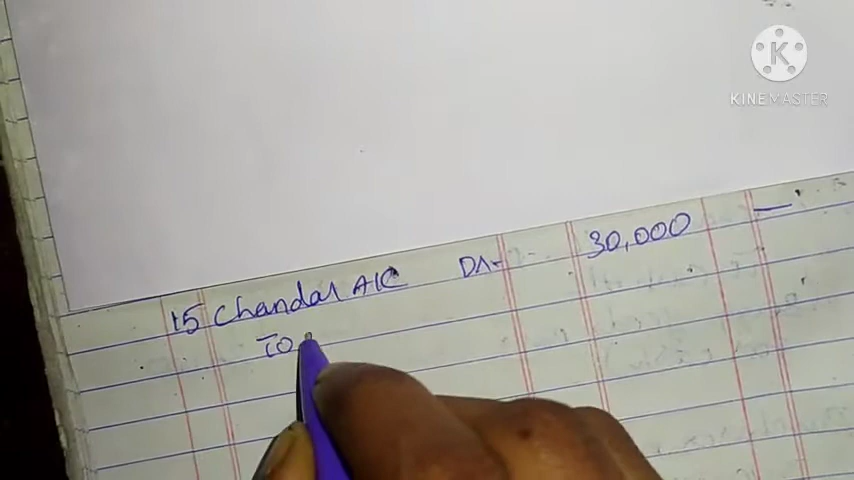 KINEMASTER
15 Chandar A/C Dr- 30,000 —
To